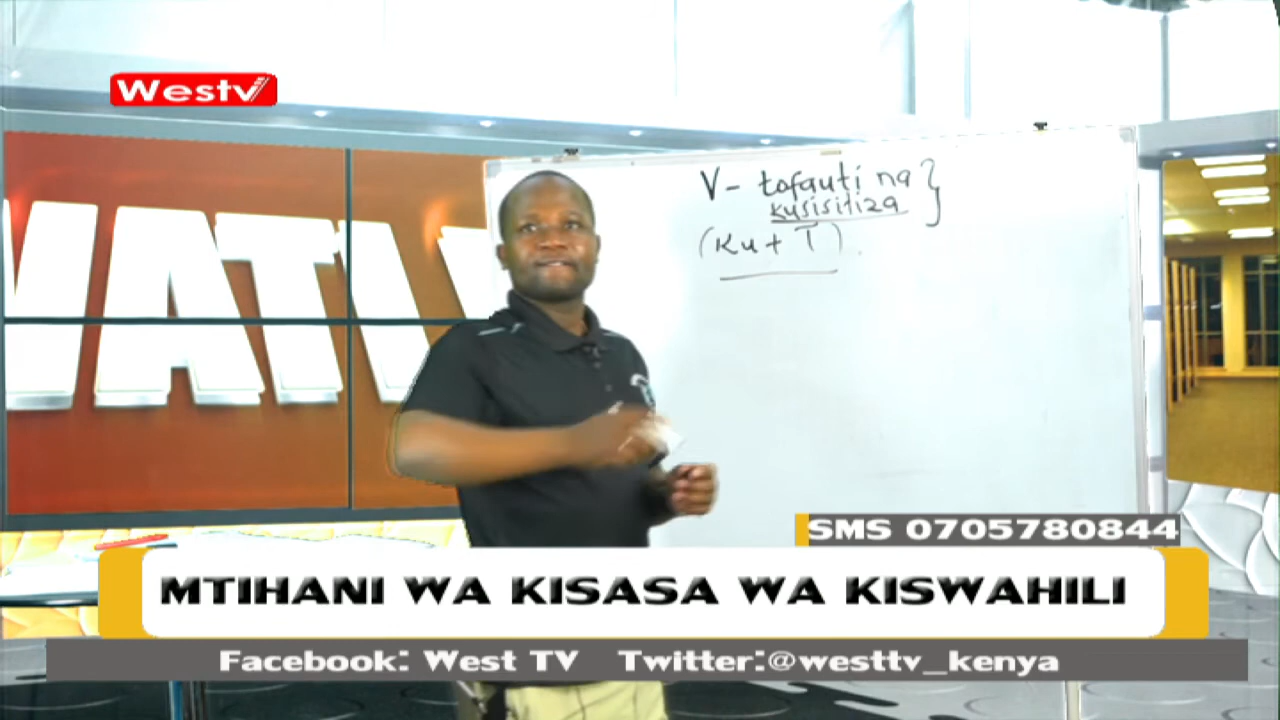 Westv
V - tofauti na }
kusisitiza
(Ku + T)
SMS 0705780844
MTIHANI WA KISASA WA KISWAHILI
Facebook: West TV Twitter:@westtv_kenya